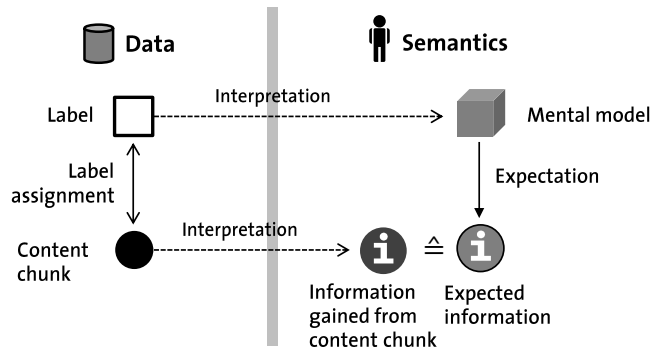 Data
Semantics
Label
Interpretation
Mental model
Label
assignment
Expectation
Content
chunk
Interpretation
i
≙
i
Information
gained from
content chunk
Expected
information